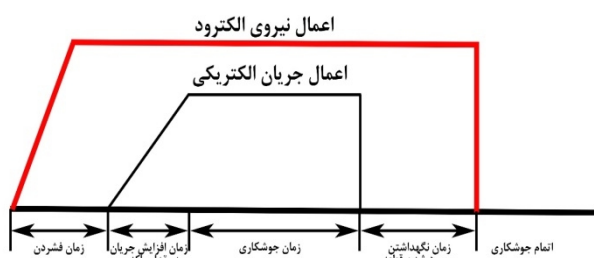 اعمال نیروی الکترود
اعمال جریان الکتریکی
زمان فشردن
زمان افزایش جریان
زمان جوشکاری
زمان نگهداشتن
اتمام جوشکاری